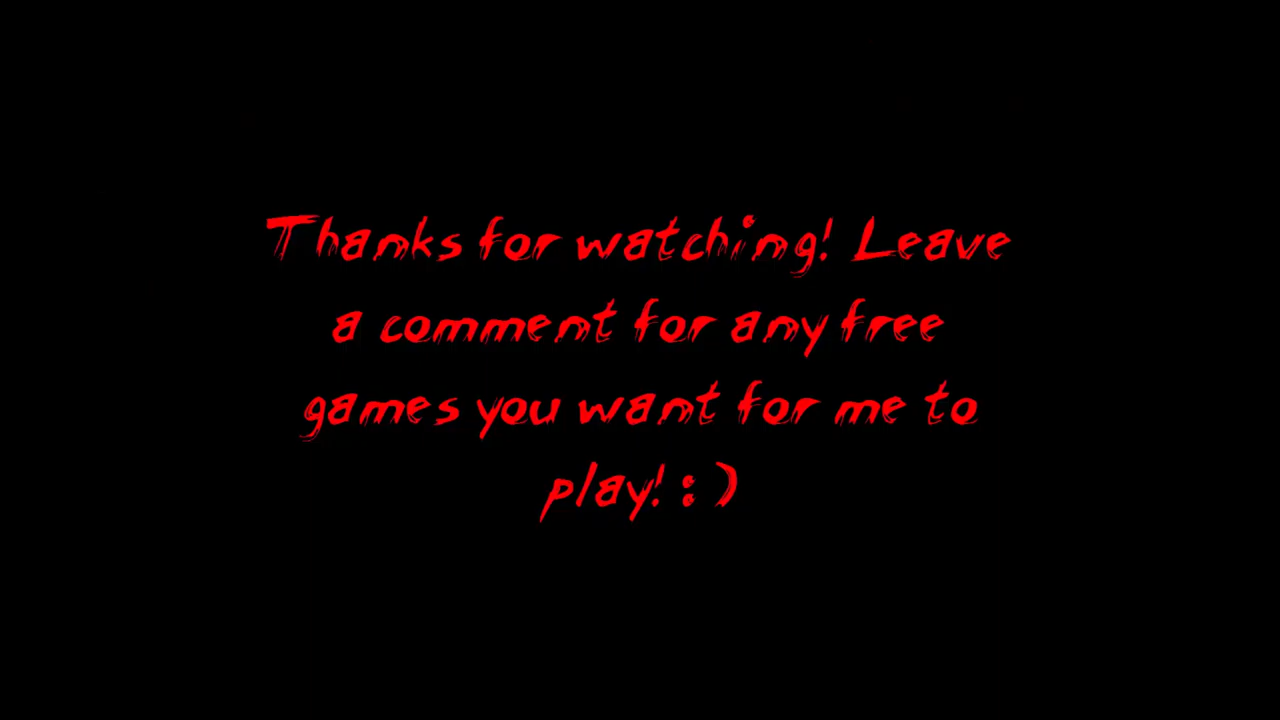 Thanks for watching! Leave
a comment for any free
games you want for me to
play! :)